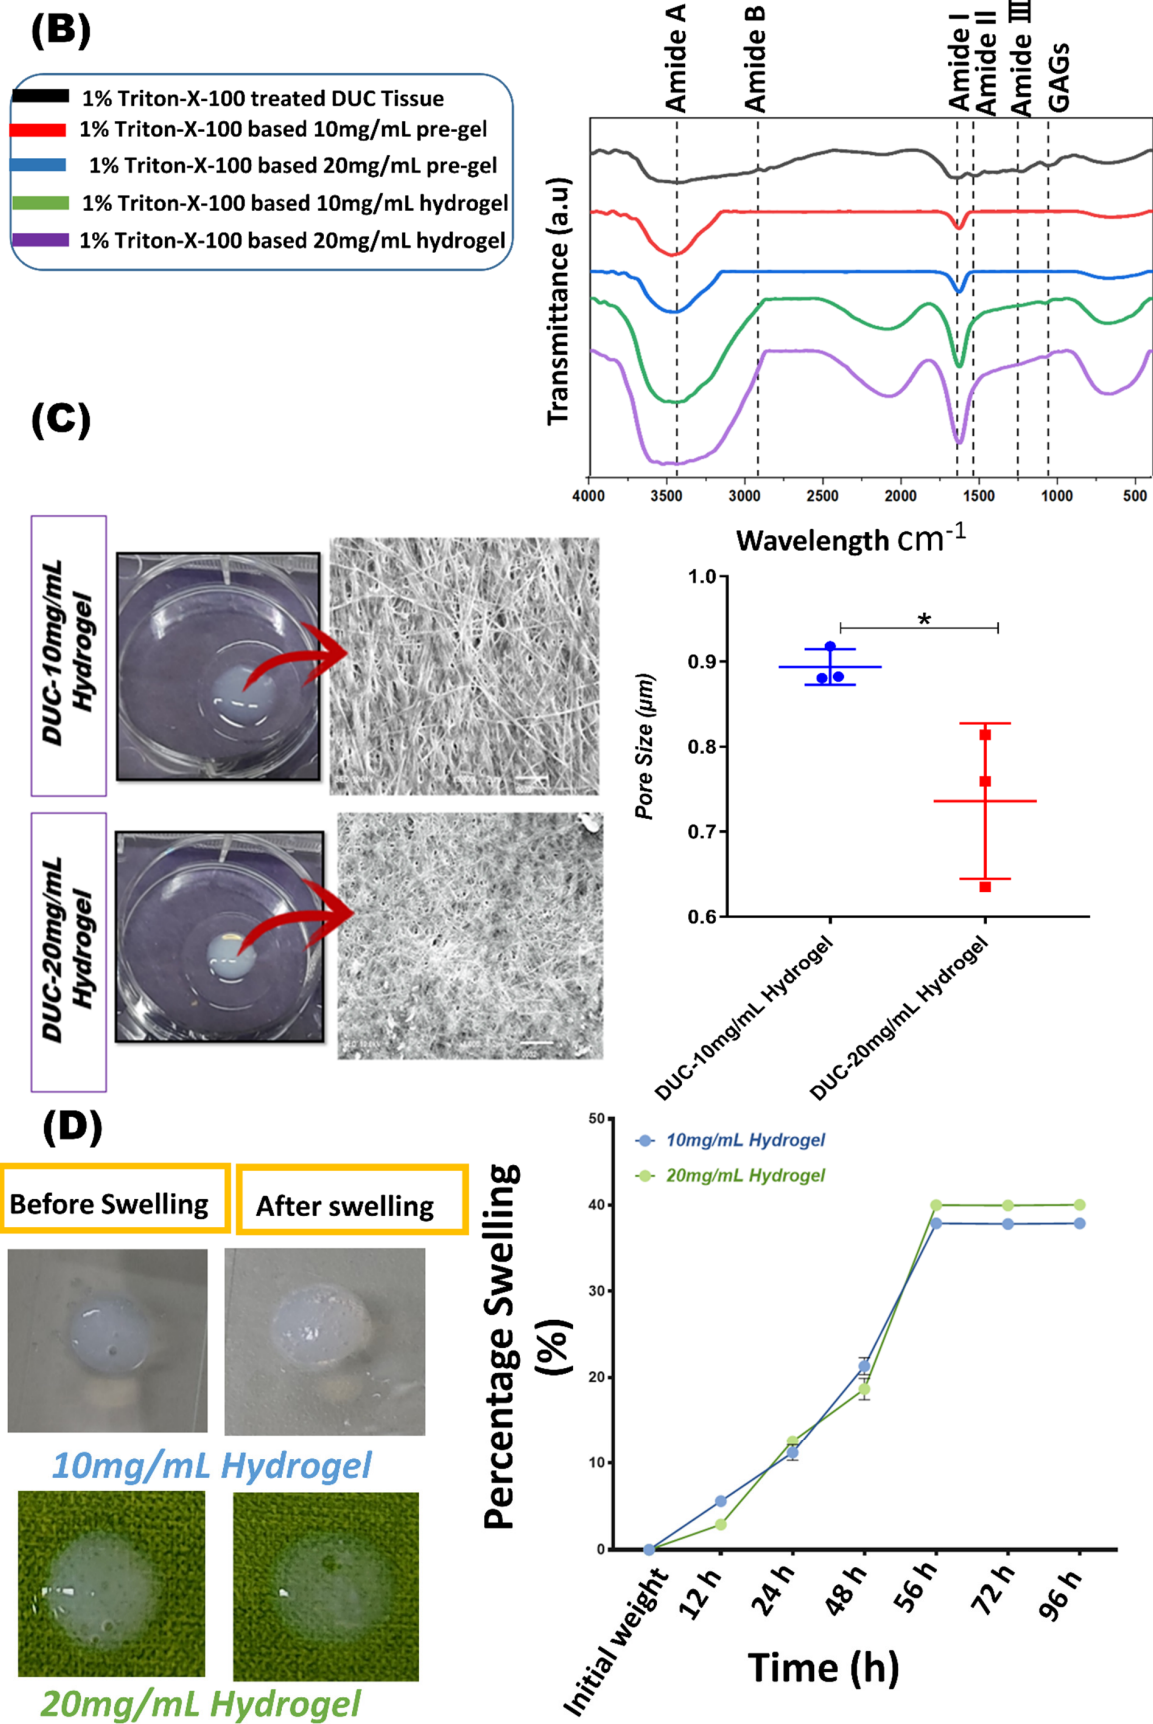 (B)
1% Triton-X-100 treated DUC Tissue
1% Triton-X-100 based 10mg/mL pre-gel
1% Triton-X-100 based 20mg/mL pre-gel
1% Triton-X-100 based 10mg/mL hydrogel
1% Triton-X-100 based 20mg/mL hydrogel
Amide A
Amide B
Amide I
Amide II
Amide III
GAGs
Transmittance (a.u)
4000 3500 3000 2500 2000 1500 1000 500
Wavelength cm-1
(C)
DUC-10mg/mL
Hydrogel
DUC-20mg/mL
Hydrogel
Pore Size (μm)
1.0
0.9
0.8
0.7
0.6
*
DUC-10mg/mL Hydrogel
DUC-20mg/mL Hydrogel
(D)
Before Swelling
After swelling
10mg/mL Hydrogel
20mg/mL Hydrogel
Percentage Swelling
(%)
50
40
30
20
10
0
10mg/mL Hydrogel
20mg/mL Hydrogel
Initial weight
12 h
24 h
48 h
56 h
72 h
96 h
Time (h)